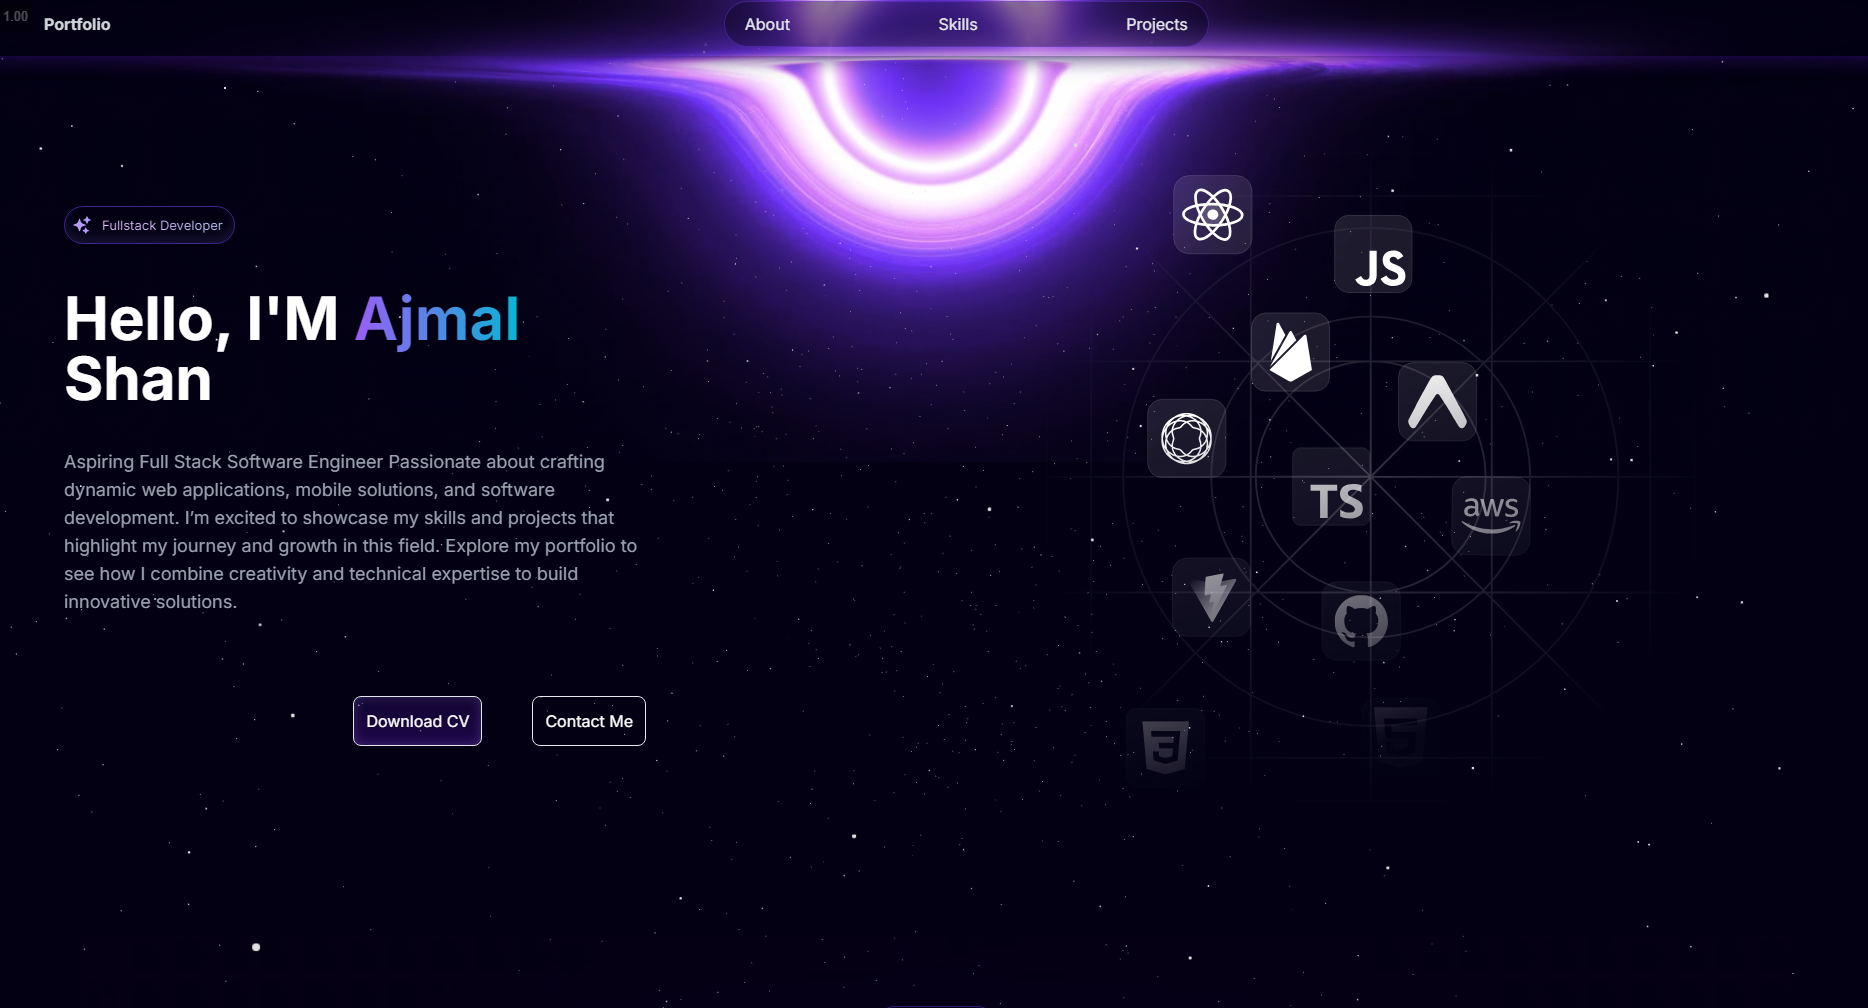 1.00
Portfolio
About
Skills
Projects
Fullstack Developer
Hello, I'M Ajmal
Shan
Aspiring Full Stack Software Engineer Passionate about crafting
dynamic web applications, mobile solutions, and software
development. I’m excited to showcase my skills and projects that
highlight my journey and growth in this field. Explore my portfolio to
see how I combine creativity and technical expertise to build
innovative solutions.
Download CV
Contact Me
JS
TS
aws
3
5